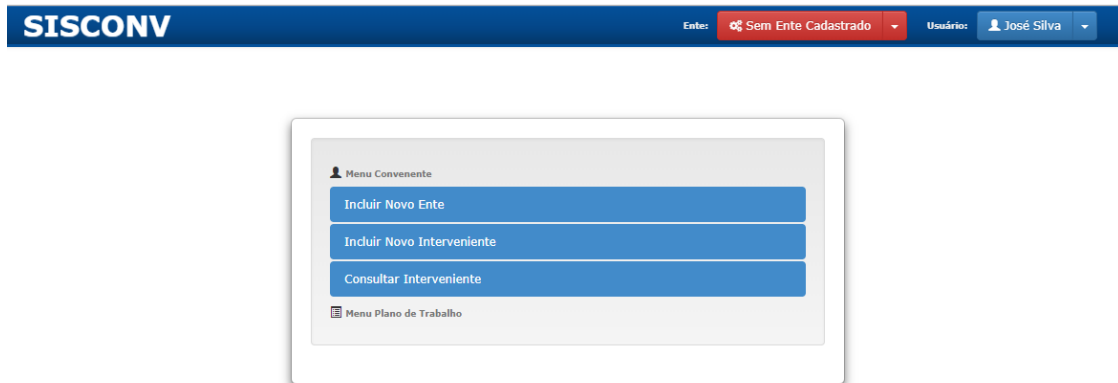 SISCONV Ente: Sem Ente Cadastrado Usuário: José Silva
Menu Convenente
Incluir Novo Ente
Incluir Novo Interveniente
Consultar Interveniente
Menu Plano de Trabalho